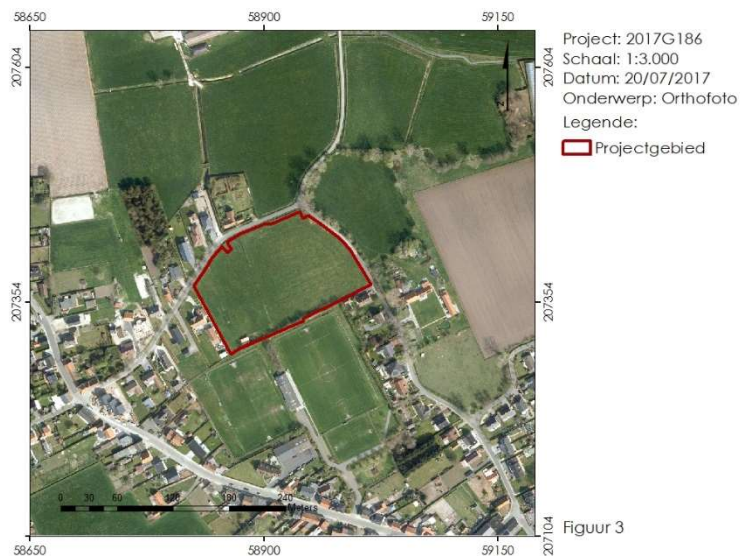 58650 58900 59150
207604 207604
207354 207354
207104
58650 58900 59150
0 30 60 120 180 240
Meters
Project: 2017G186
Schaal: 1:3.000
Datum: 20/07/2017
Onderwerp: Orthofoto
Legende:
Projectgebied
Figuur 3